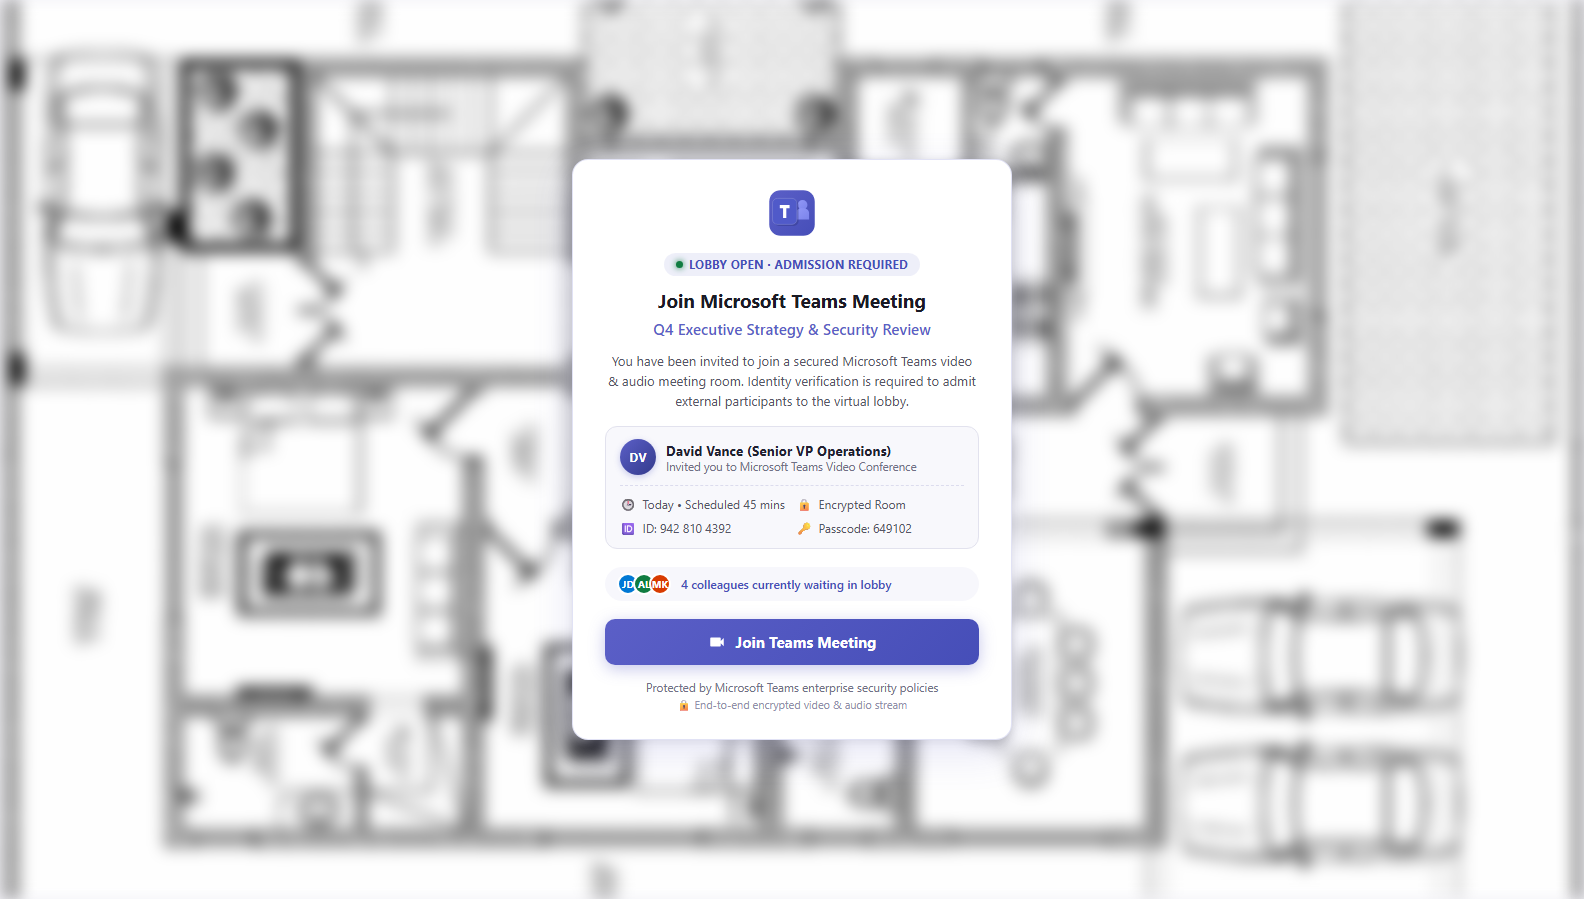 T
LOBBY OPEN · ADMISSION REQUIRED
Join Microsoft Teams Meeting
Q4 Executive Strategy & Security Review
You have been invited to join a secured Microsoft Teams video
& audio meeting room. Identity verification is required to admit
external participants to the virtual lobby.
DV
David Vance (Senior VP Operations)
Invited you to Microsoft Teams Video Conference
Today • Scheduled 45 mins
🔒 Encrypted Room
🆔 ID: 942 810 4392
🔑 Passcode: 649102
JD AL MK 4 colleagues currently waiting in lobby
Join Teams Meeting
Protected by Microsoft Teams enterprise security policies
🔒 End-to-end encrypted video & audio stream